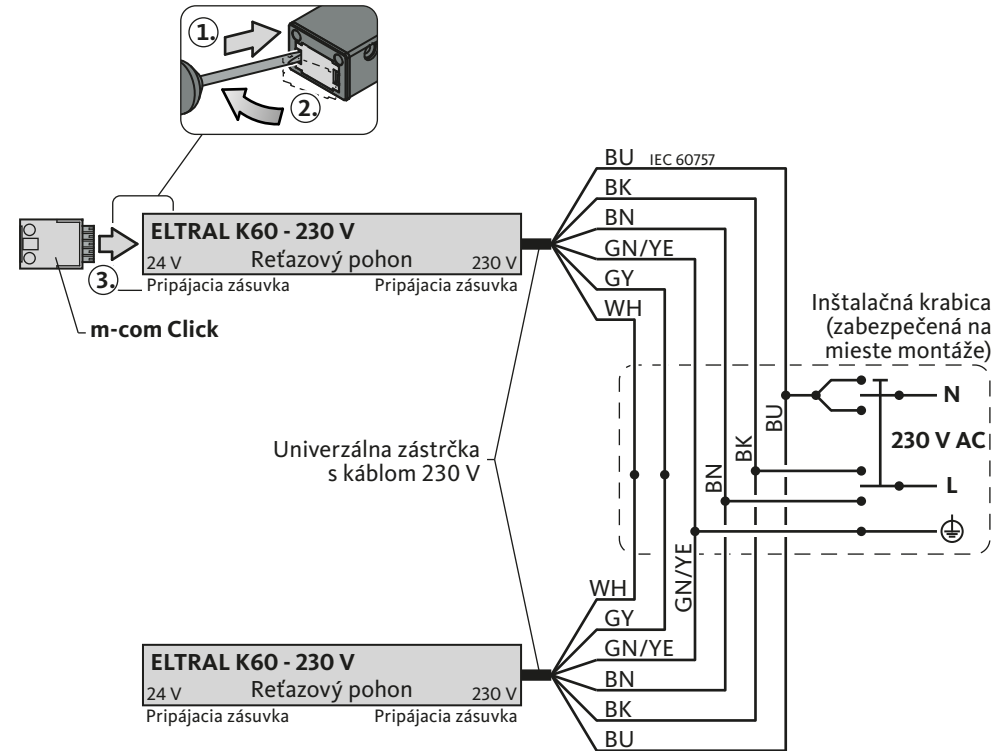 1.
2.
BU IEC 60757
BK
BN
GN/YE
GY
WH
ELTRAL K60 - 230 V
24 V Reťazový pohon 230 V
Pripájacia zásuvka Pripájacia zásuvka
3.
m-com Click
Inštalačná krabica
(zabezpečená na
mieste montáže)
N
230 V AC
L
BU
BK
BN
GN/YE
Univerzálna zástrčka
s káblom 230 V
WH
GY
GN/YE
BN
BK
BU
ELTRAL K60 - 230 V
24 V Reťazový pohon 230 V
Pripájacia zásuvka Pripájacia zásuvka